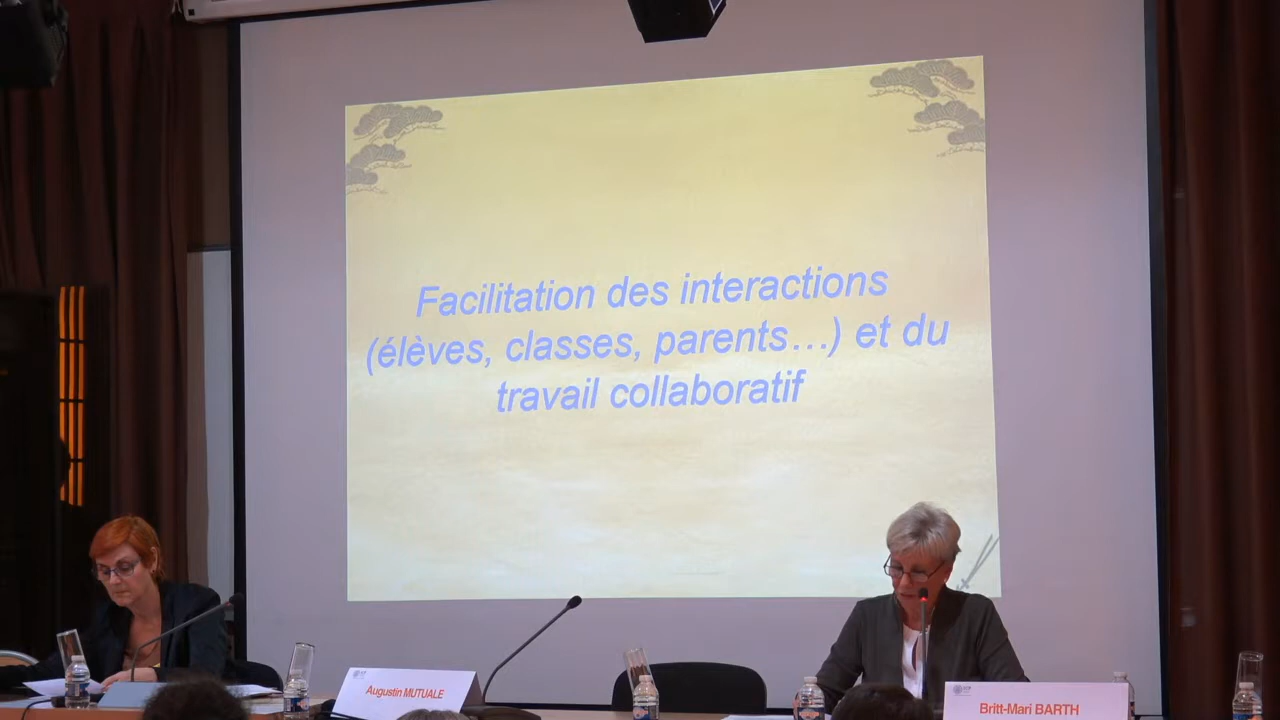 Facilitation des interactions
(élèves, classes, parents…) et du
travail collaboratif
Augustin MUTUALE
Britt-Mari BARTH